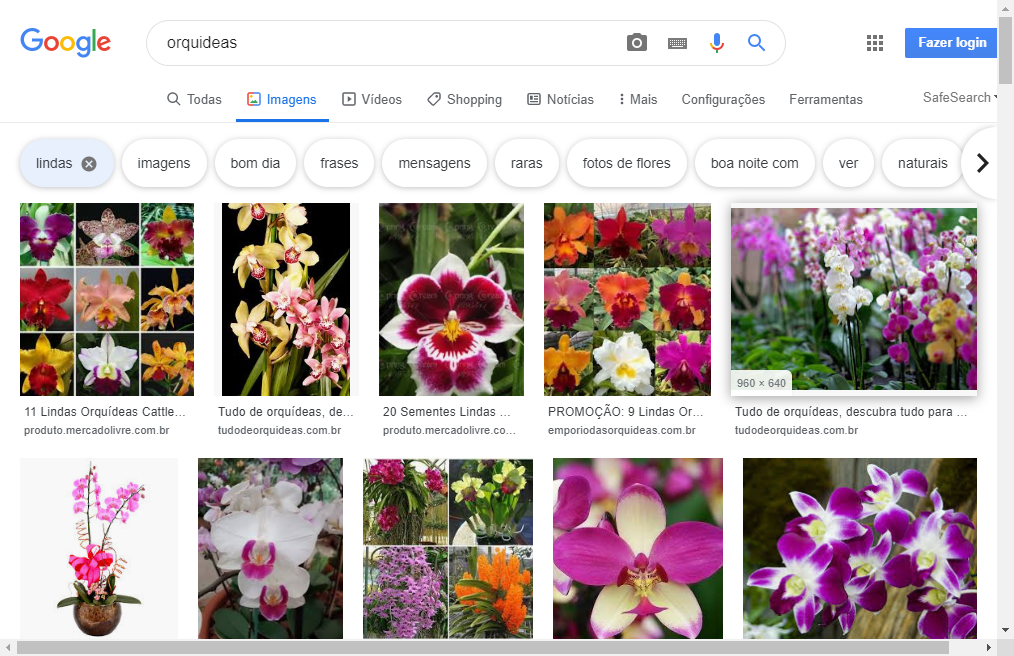 Google
orquideas
Fazer login
Todas
Imagens
Vídeos
Shopping
Notícias
Mais
Configurações
Ferramentas
SafeSearch
lindas
imagens
bom dia
frases
mensagens
raras
fotos de flores
boa noite com
ver
naturais
960 × 640
11 Lindas Orquídeas Cattle...
produto.mercadolivre.com.br
Tudo de orquídeas, de...
tudodeorquideas.com.br
20 Sementes Lindas ...
produto.mercadolivre.co...
PROMOÇÃO: 9 Lindas Or...
emporiodasorquideas.com.br
Tudo de orquídeas, descubra tudo para ...
tudodeorquideas.com.br